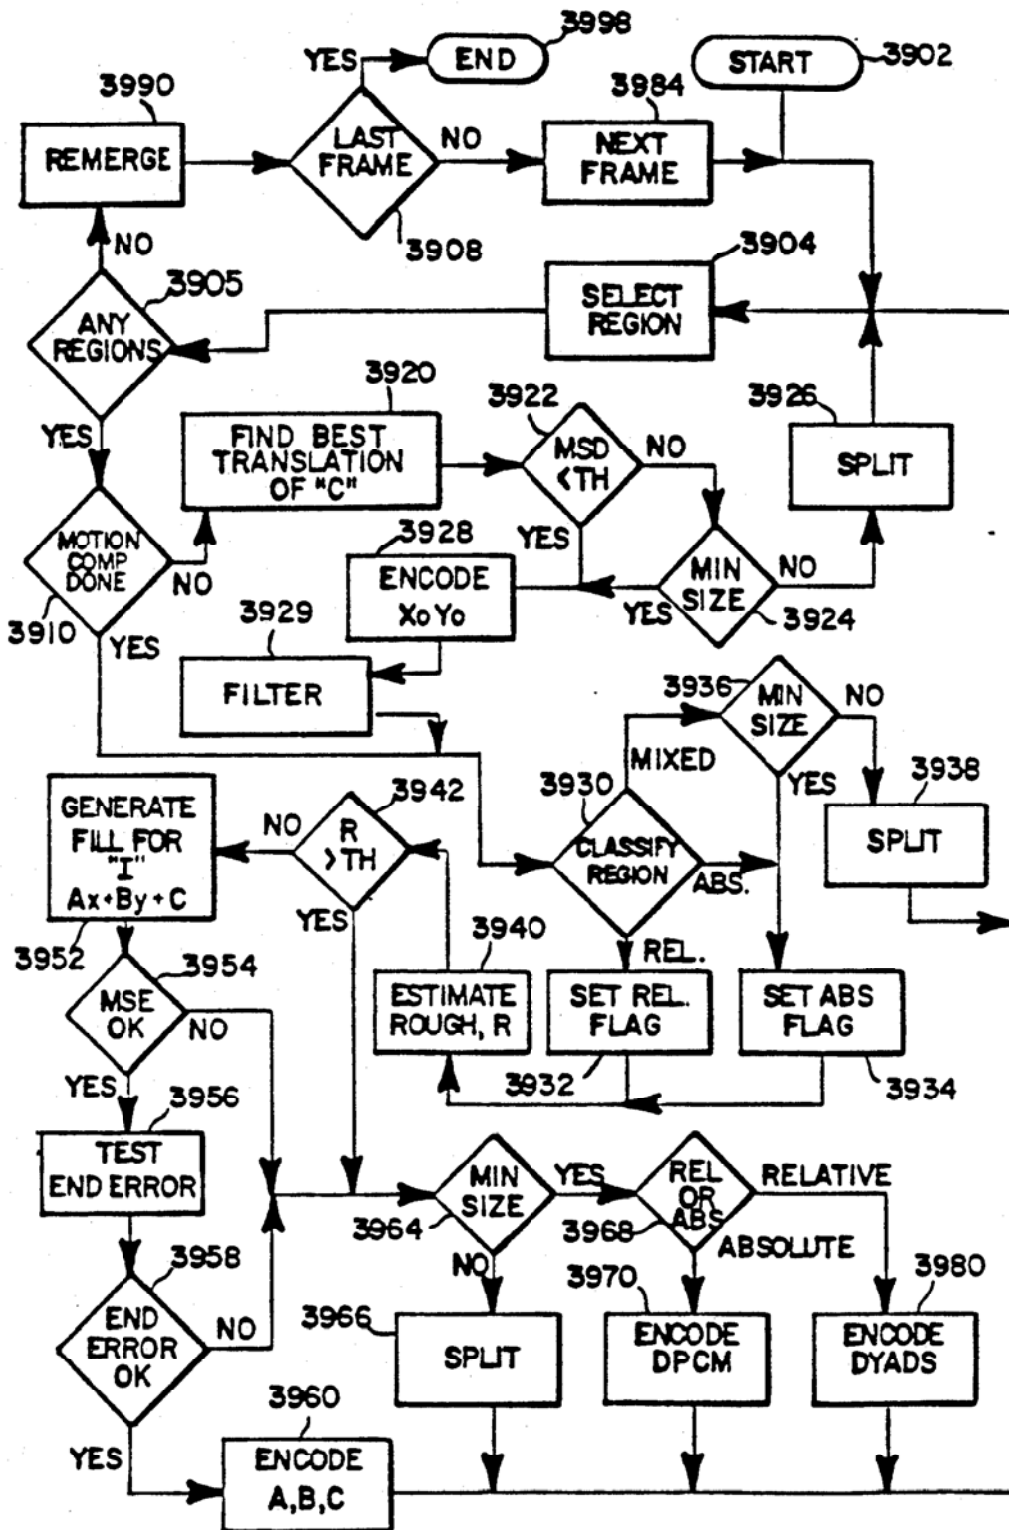 3998
YES
END
START
3902
3990
3984
REMERGE
LAST
FRAME
NO
NEXT
FRAME
NO
3908
3904
3905
SELECT
REGION
ANY
REGIONS
3920
3922
3926
YES
FIND BEST
TRANSLATION
OF "C"
MSD
<TH
NO
SPLIT
MOTION
COMP
DONE
NO
3928
YES
ENCODE
Xo Yo
MIN
SIZE
NO
YES
3910
YES
3929
3924
FILTER
3936
MIN
SIZE
NO
MIXED
YES
3938
GENERATE
FILL FOR
"I"
Ax+By+C
NO
R
>TH
3942
3930
CLASSIFY
REGION
ABS.
SPLIT
YES
3952
3954
3940
REL.
MSE
OK
NO
ESTIMATE
ROUGH, R
SET REL.
FLAG
SET ABS
FLAG
YES
3956
3932
3934
TEST
END ERROR
MIN
SIZE
YES
REL
OR
ABS
RELATIVE
3964
3968
ABSOLUTE
3958
NO
3970
3980
END
ERROR
OK
NO
3966
SPLIT
ENCODE
DPCM
ENCODE
DYADS
3960
YES
ENCODE
A,B,C